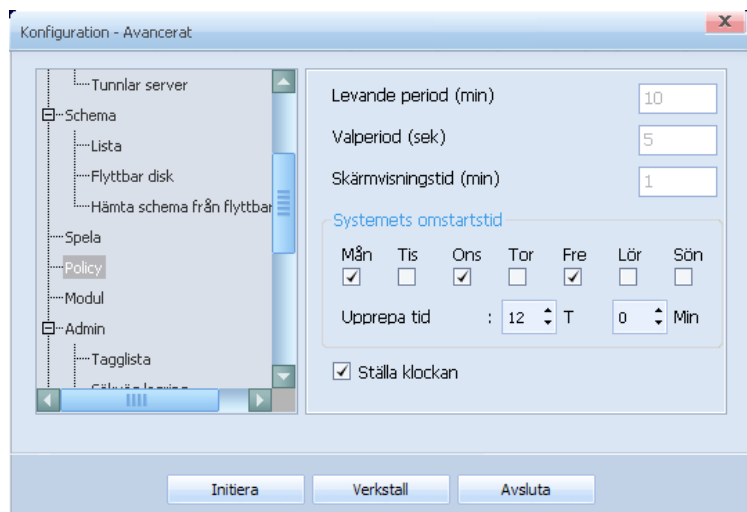 Konfiguration - Avancerat
Tunnlar server
Schema
Lista
Flyttbar disk
Hämta schema från flyttbar
Spela
Policy
Modul
Admin
Tagglista
Levande period (min) 10
Valperiod (sek) 5
Skärmvisningstid (min) 1
Systemets omstartstid
Mån Tis Ons Tor Fre Lör Sön
Upprepa tid : 12 T 0 Min
Ställa klockan
Initiera Verkstall Avsluta